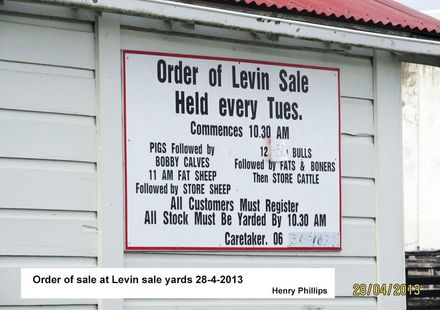 Order of Levin Sale
Held every Tues.
Commences 10.30 AM
PIGS Followed by
BOBBY CALVES
11 AM FAT SHEEP
Followed by STORE SHEEP
12 BULLS
Followed by FATS & BONERS
Then STORE CATTLE
All Customers Must Register
All Stock Must Be Yarded By 10.30 AM
Caretaker. 06
Order of sale at Levin sale yards 28-4-2013
Henry Phillips
29/04/2013